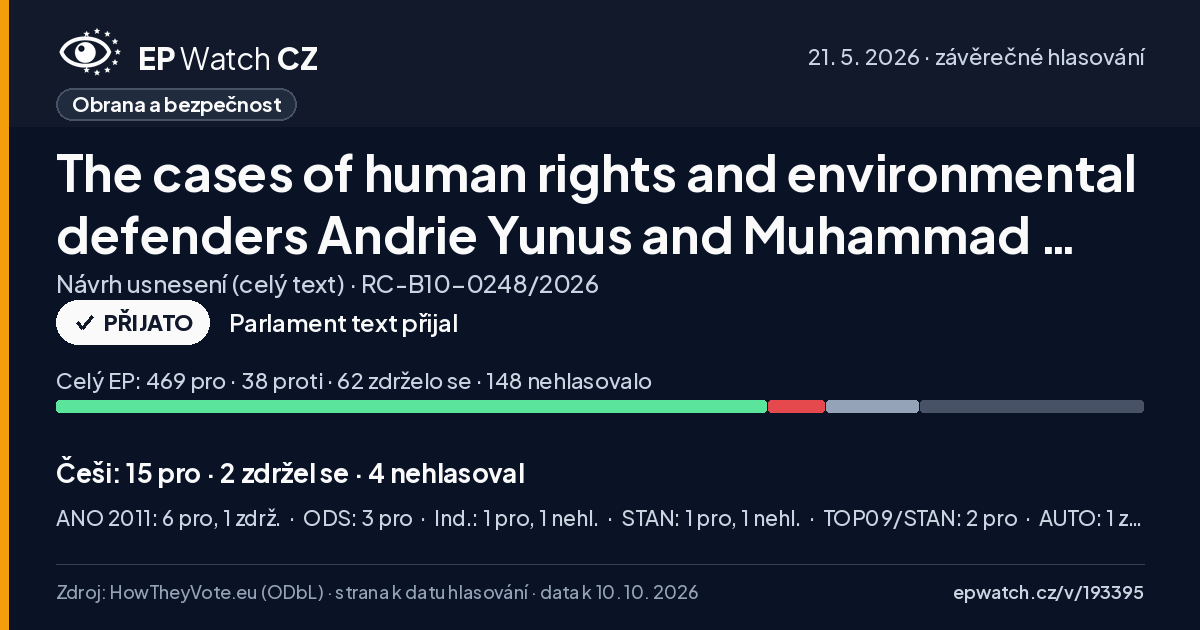 EP Watch CZ
21. 5. 2026 · závěrečné hlasování
Obrana a bezpečnost
The cases of human rights and environmental
defenders Andrie Yunus and Muhammad …
Návrh usnesení (celý text) · RC-B10-0248/2026
✓ PŘIJATO Parlament text přijal
Celý EP: 469 pro · 38 proti · 62 zdrželo se · 148 nehlasovalo
Češi: 15 pro · 2 zdržel se · 4 nehlasoval
ANO 2011: 6 pro, 1 zdrž. · ODS: 3 pro · Ind.: 1 pro, 1 nehl. · STAN: 1 pro, 1 nehl. · TOP09/STAN: 2 pro · AUTO: 1 z…
Zdroj: HowTheyVote.eu (ODbL) · strana k datu hlasování · data k 10. 10. 2026
epwatch.cz/v/193395